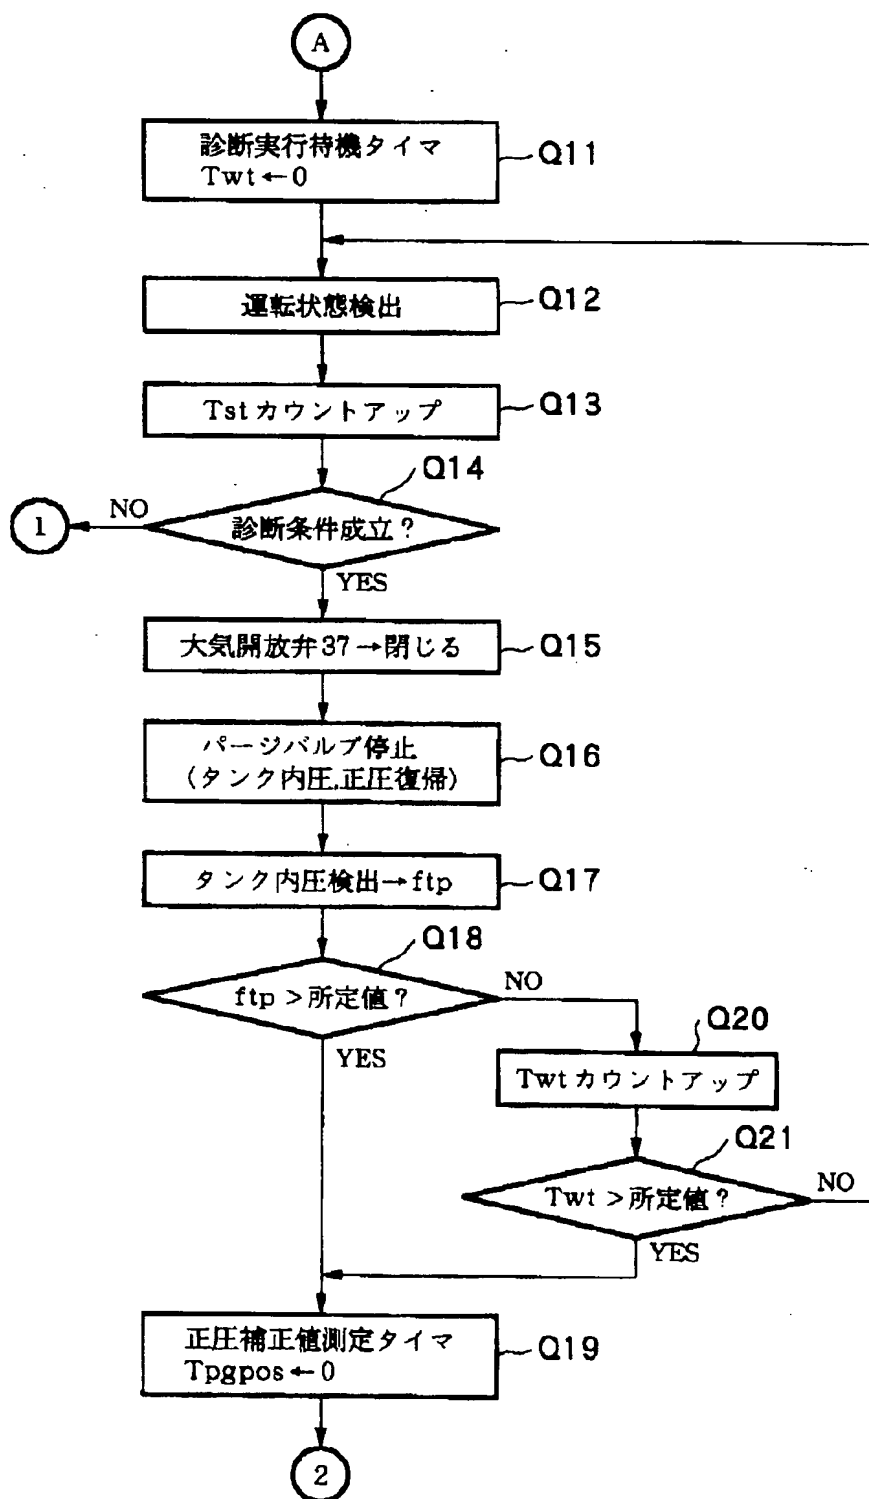 A
診断実行待機タイマ
Twt←0
Q11
運転状態検出
Q12
Tstカウントアップ
Q13
Q14
診断条件成立?
NO
1
YES
大気開放弁37→閉じる
Q15
パージバルブ停止
(タンク内圧,正圧復帰)
Q16
タンク内圧検出→ftp
Q17
Q18
ftp>所定値?
NO
YES
Q20
Twtカウントアップ
Q21
Twt>所定値?
NO
YES
正圧補正値測定タイマ
Tpgpos←0
Q19
2